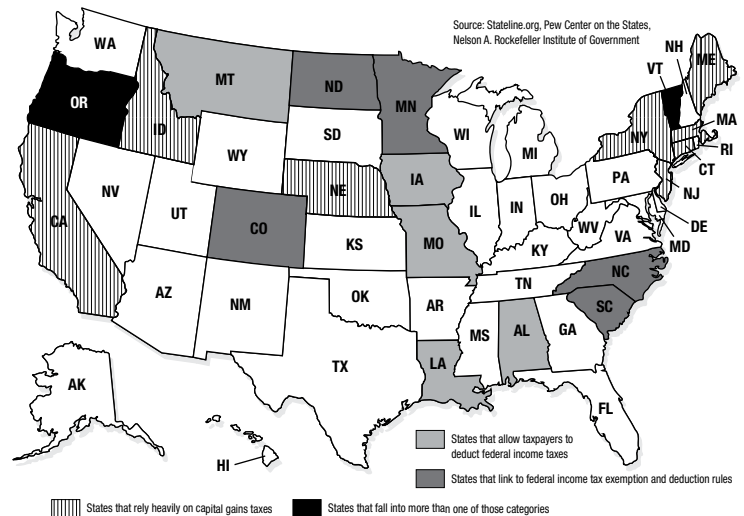 Source: Stateline.org, Pew Center on the States,
Nelson A. Rockefeller Institute of Government
WA
OR
ID
MT
ND
MN
SD
WY
NE
IA
WI
MI
NV
UT
CO
CA
AZ
NM
KS
OK
TX
MO
AR
LA
IL
IN
OH
KY
TN
MS
AL
GA
FL
SC
NC
VA
WV
PA
NY
VT
NH
ME
MA
RI
CT
NJ
DE
MD
AK
HI
States that allow taxpayers to
deduct federal income taxes
States that link to federal income tax exemption and deduction rules
States that rely heavily on capital gains taxes
States that fall into more than one of those categories